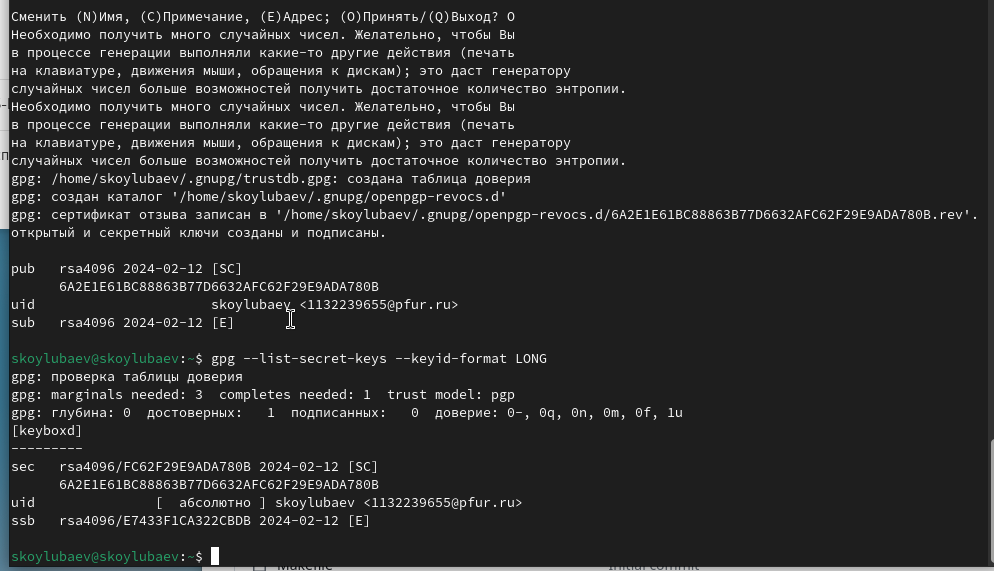 Сменить (N)Имя, (C)Примечание, (E)Адрес; (O)Принять/(Q)Выход? O
Необходимо получить много случайных чисел. Желательно, чтобы Вы
в процессе генерации выполняли какие-то другие действия (печать
на клавиатуре, движения мыши, обращения к дискам); это даст генератору
случайных чисел больше возможностей получить достаточное количество энтропии.
Необходимо получить много случайных чисел. Желательно, чтобы Вы
в процессе генерации выполняли какие-то другие действия (печать
на клавиатуре, движения мыши, обращения к дискам); это даст генератору
случайных чисел больше возможностей получить достаточное количество энтропии.
gpg: /home/skoylubaev/.gnupg/trustdb.gpg: создана таблица доверия
gpg: создан каталог '/home/skoylubaev/.gnupg/openpgp-revocs.d'
gpg: сертификат отзыва записан в '/home/skoylubaev/.gnupg/openpgp-revocs.d/6A2E1E61BC88863B77D6632AFC62F29E9ADA780B.rev'.
открытый и секретный ключи созданы и подписаны.
pub   rsa4096 2024-02-12 [SC]
      6A2E1E61BC88863B77D6632AFC62F29E9ADA780B
uid                      skoylubaev <1132239655@pfur.ru>
sub   rsa4096 2024-02-12 [E]
skoylubaev@skoylubaev:~$ gpg --list-secret-keys --keyid-format LONG
gpg: проверка таблицы доверия
gpg: marginals needed: 3  completes needed: 1  trust model: pgp
gpg: глубина: 0  достоверных:   1  подписанных:   0  доверие: 0-, 0q, 0n, 0m, 0f, 1u
[keyboxd]
---------
sec   rsa4096/FC62F29E9ADA780B 2024-02-12 [SC]
      6A2E1E61BC88863B77D6632AFC62F29E9ADA780B
uid               [  абсолютно ] skoylubaev <1132239655@pfur.ru>
ssb   rsa4096/E7433F1CA322CBDB 2024-02-12 [E]
skoylubaev@skoylubaev:~$